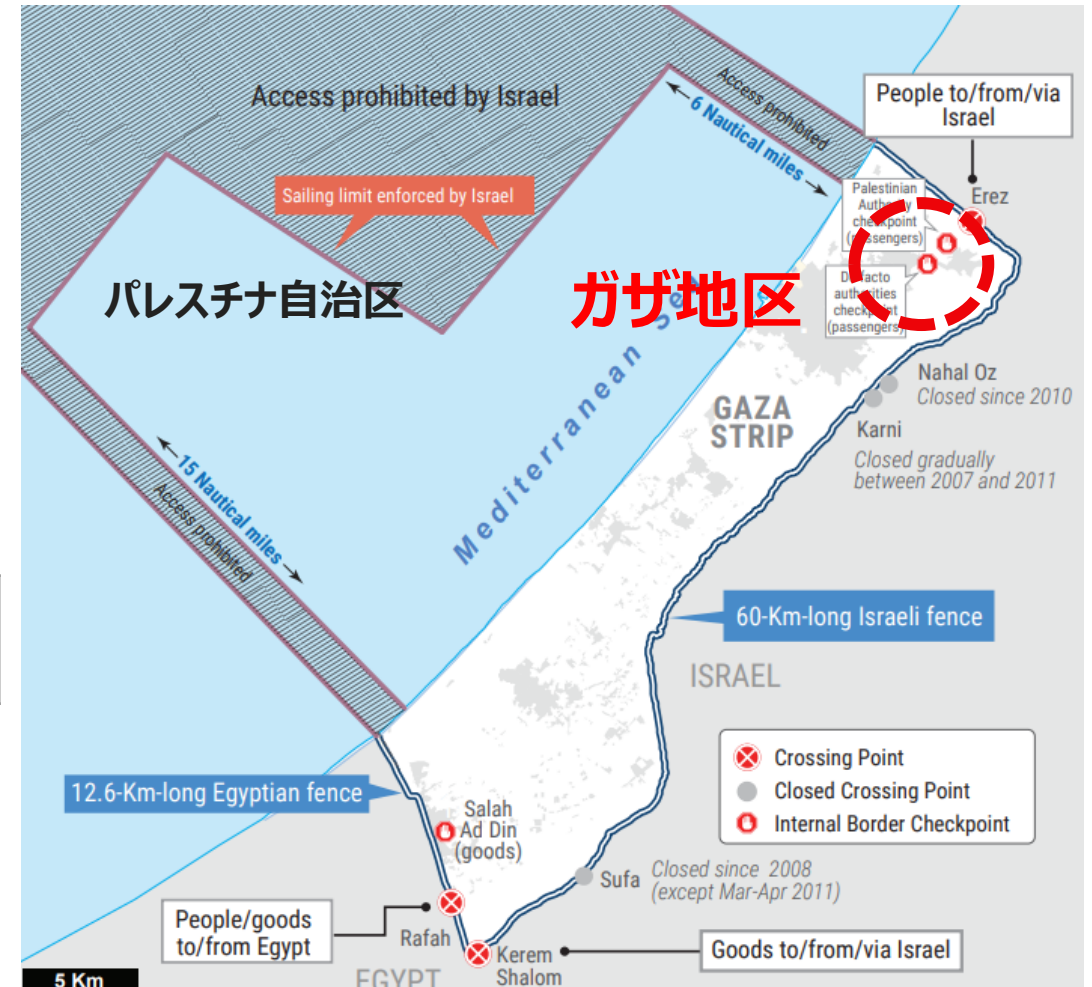 Access prohibited by Israel
Access prohibited
6 Nautical miles
People to/from/via
Israel
Sailing limit enforced by Israel
Palestinian
Authority
checkpoint
(passengers)
Erez
パレスチナ自治区
ガザ地区
De facto
authorities
checkpoint
(passengers)
Mediterranean Sea
Nahal Oz
Closed since 2010
GAZA
STRIP
Karni
Closed gradually
between 2007 and 2011
15 Nautical miles
Access prohibited
60-Km-long Israeli fence
ISRAEL
Crossing Point
Closed Crossing Point
Internal Border Checkpoint
12.6-Km-long Egyptian fence
Salah
Ad Din
(goods)
Sufa
Closed since 2008
(except Mar-Apr 2011)
People/goods
to/from Egypt
Rafah
Kerem
Shalom
Goods to/from/via Israel
EGYPT
5 Km